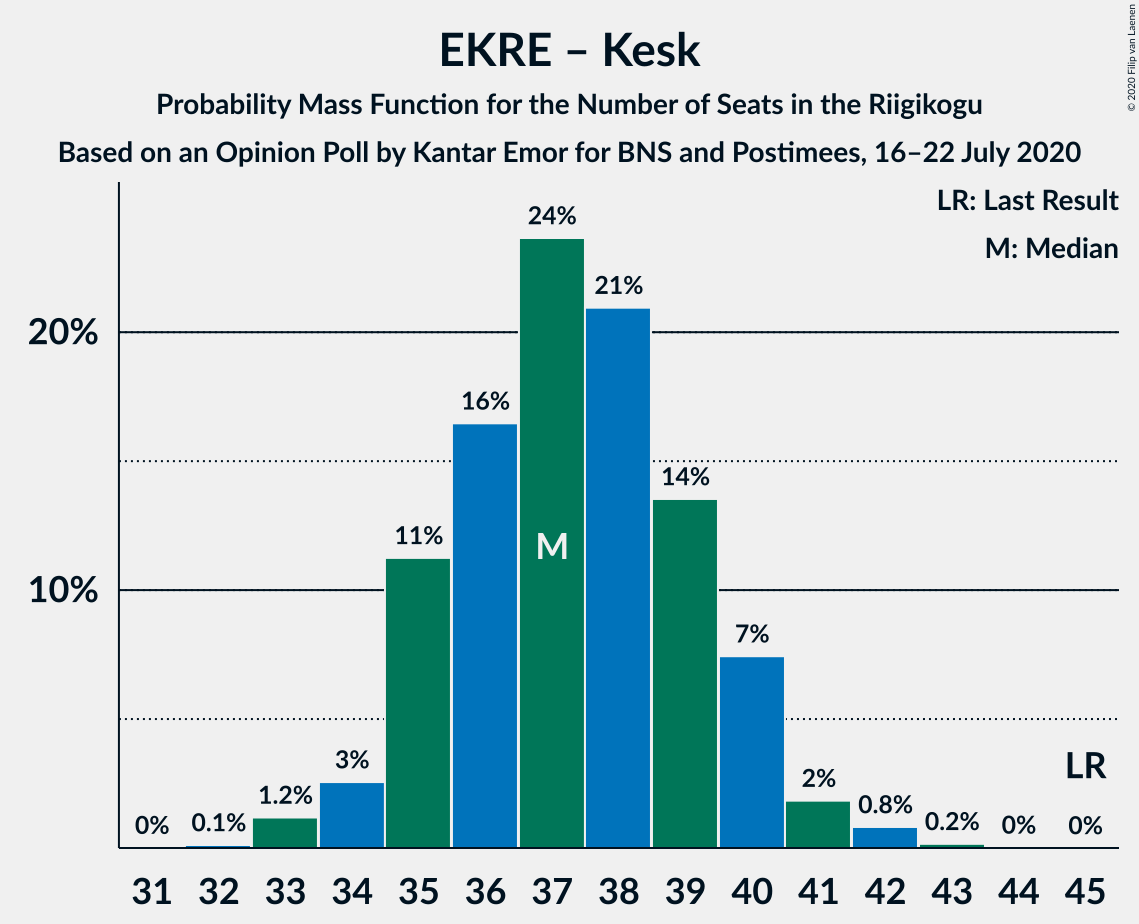 EKRE – Kesk
Probability Mass Function for the Number of Seats in the Riigikogu
Based on an Opinion Poll by Kantar Emor for BNS and Postimees, 16–22 July 2020
© 2020 Filip van Laenen
LR: Last Result
M: Median
20%
10%
0%
0.1%
1.2%
3%
11%
16%
24%
21%
14%
7%
2%
0.8%
0.2%
0%
0%
M
LR
31 32 33 34 35 36 37 38 39 40 41 42 43 44 45